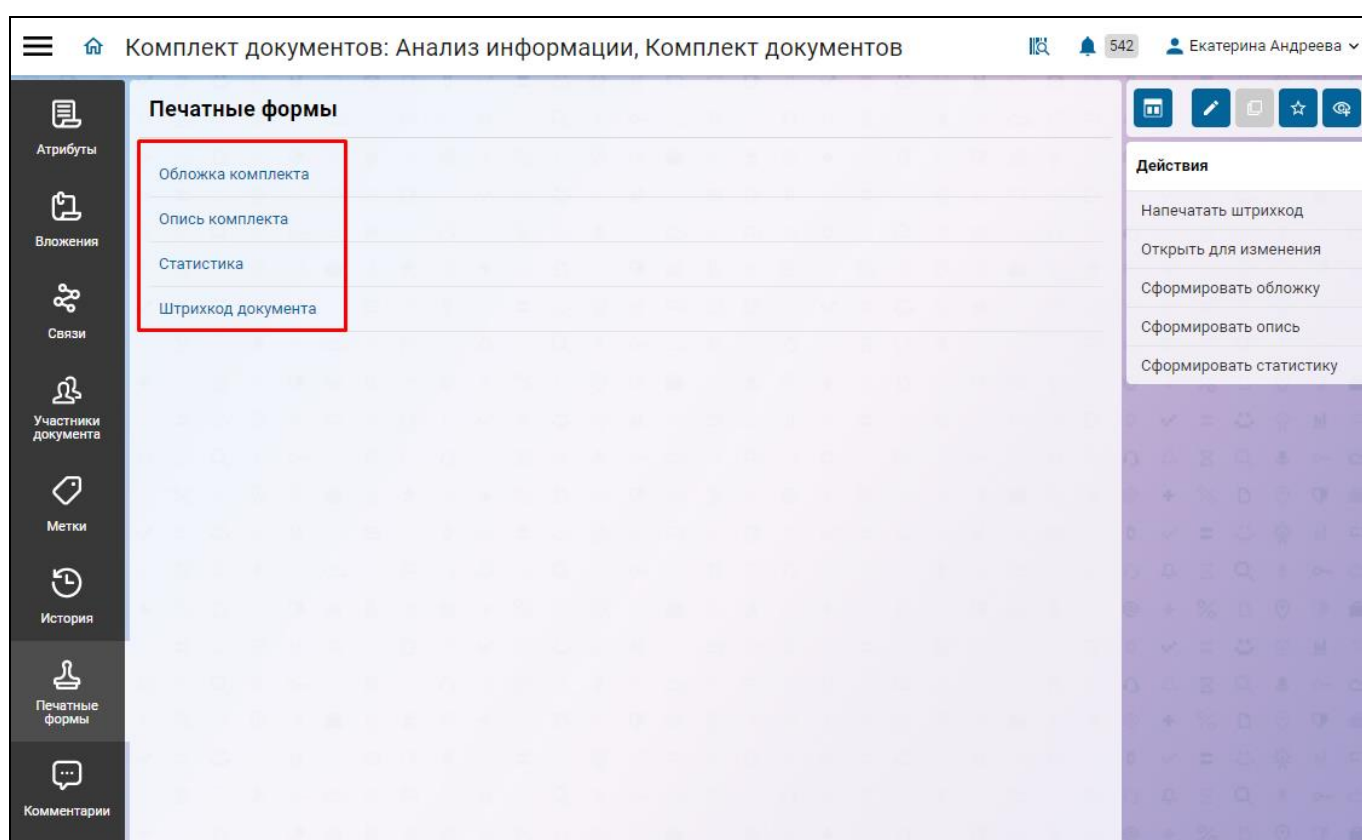 Комплект документов: Анализ информации, Комплект документов
542
Екатерина Андреева
Атрибуты
Вложения
Связи
Участники
документа
Метки
История
Печатные
формы
Комментарии
Печатные формы
Обложка комплекта
Опись комплекта
Статистика
Штрихкод документа
Действия
Напечатать штрихкод
Открыть для изменения
Сформировать обложку
Сформировать опись
Сформировать статистику